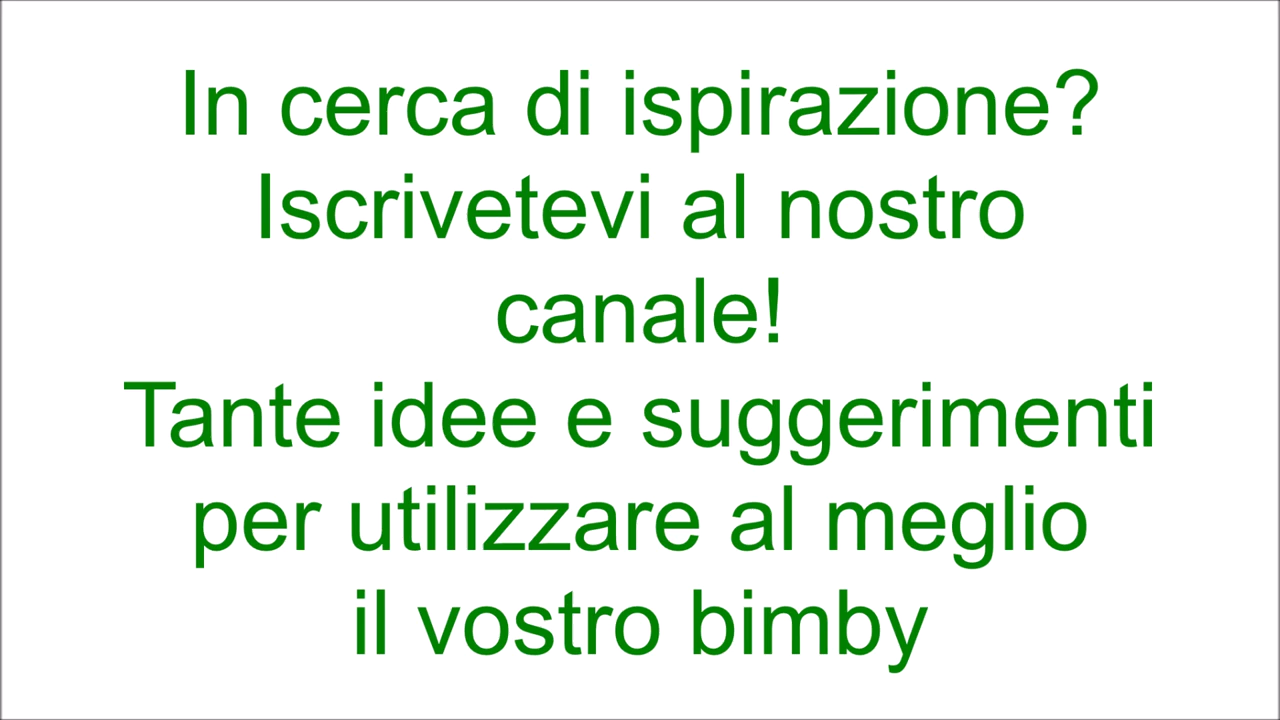 In cerca di ispirazione?
Iscrivetevi al nostro
canale!
Tante idee e suggerimenti
per utilizzare al meglio
il vostro bimby